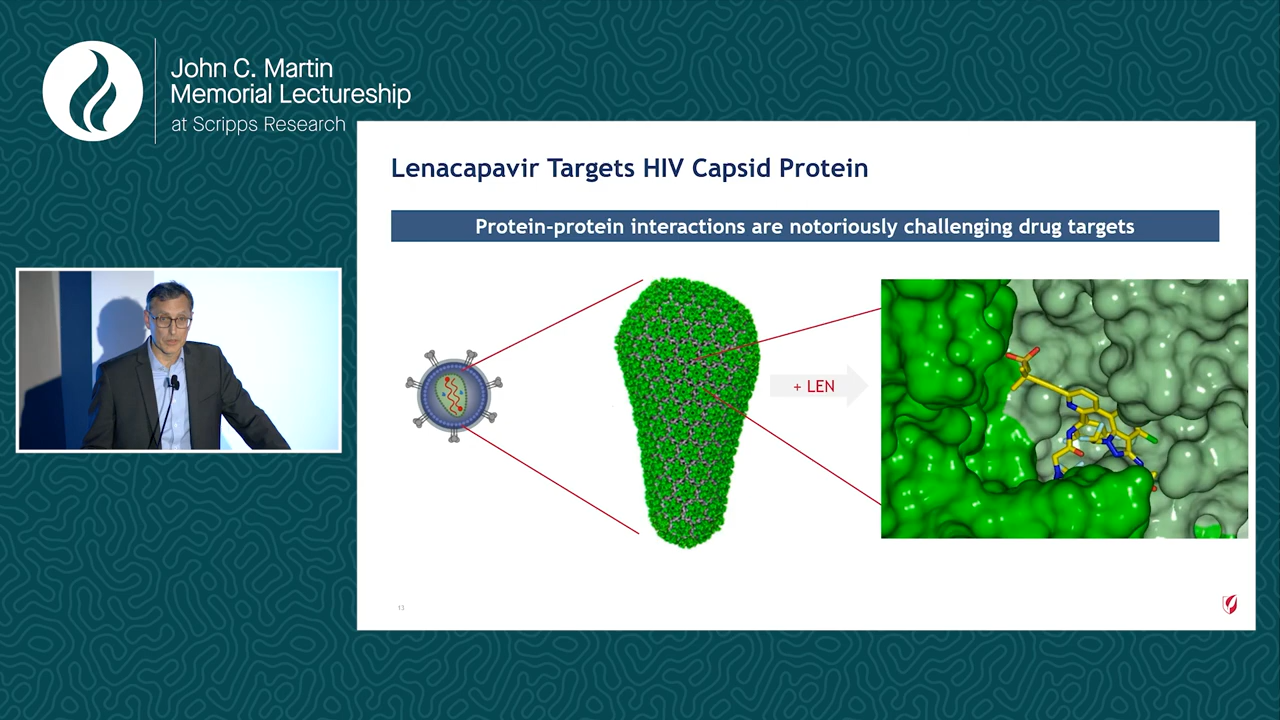 John C. Martin
Memorial Lectureship
at Scripps Research
Lenacapavir Targets HIV Capsid Protein
Protein-protein interactions are notoriously challenging drug targets
+ LEN
13